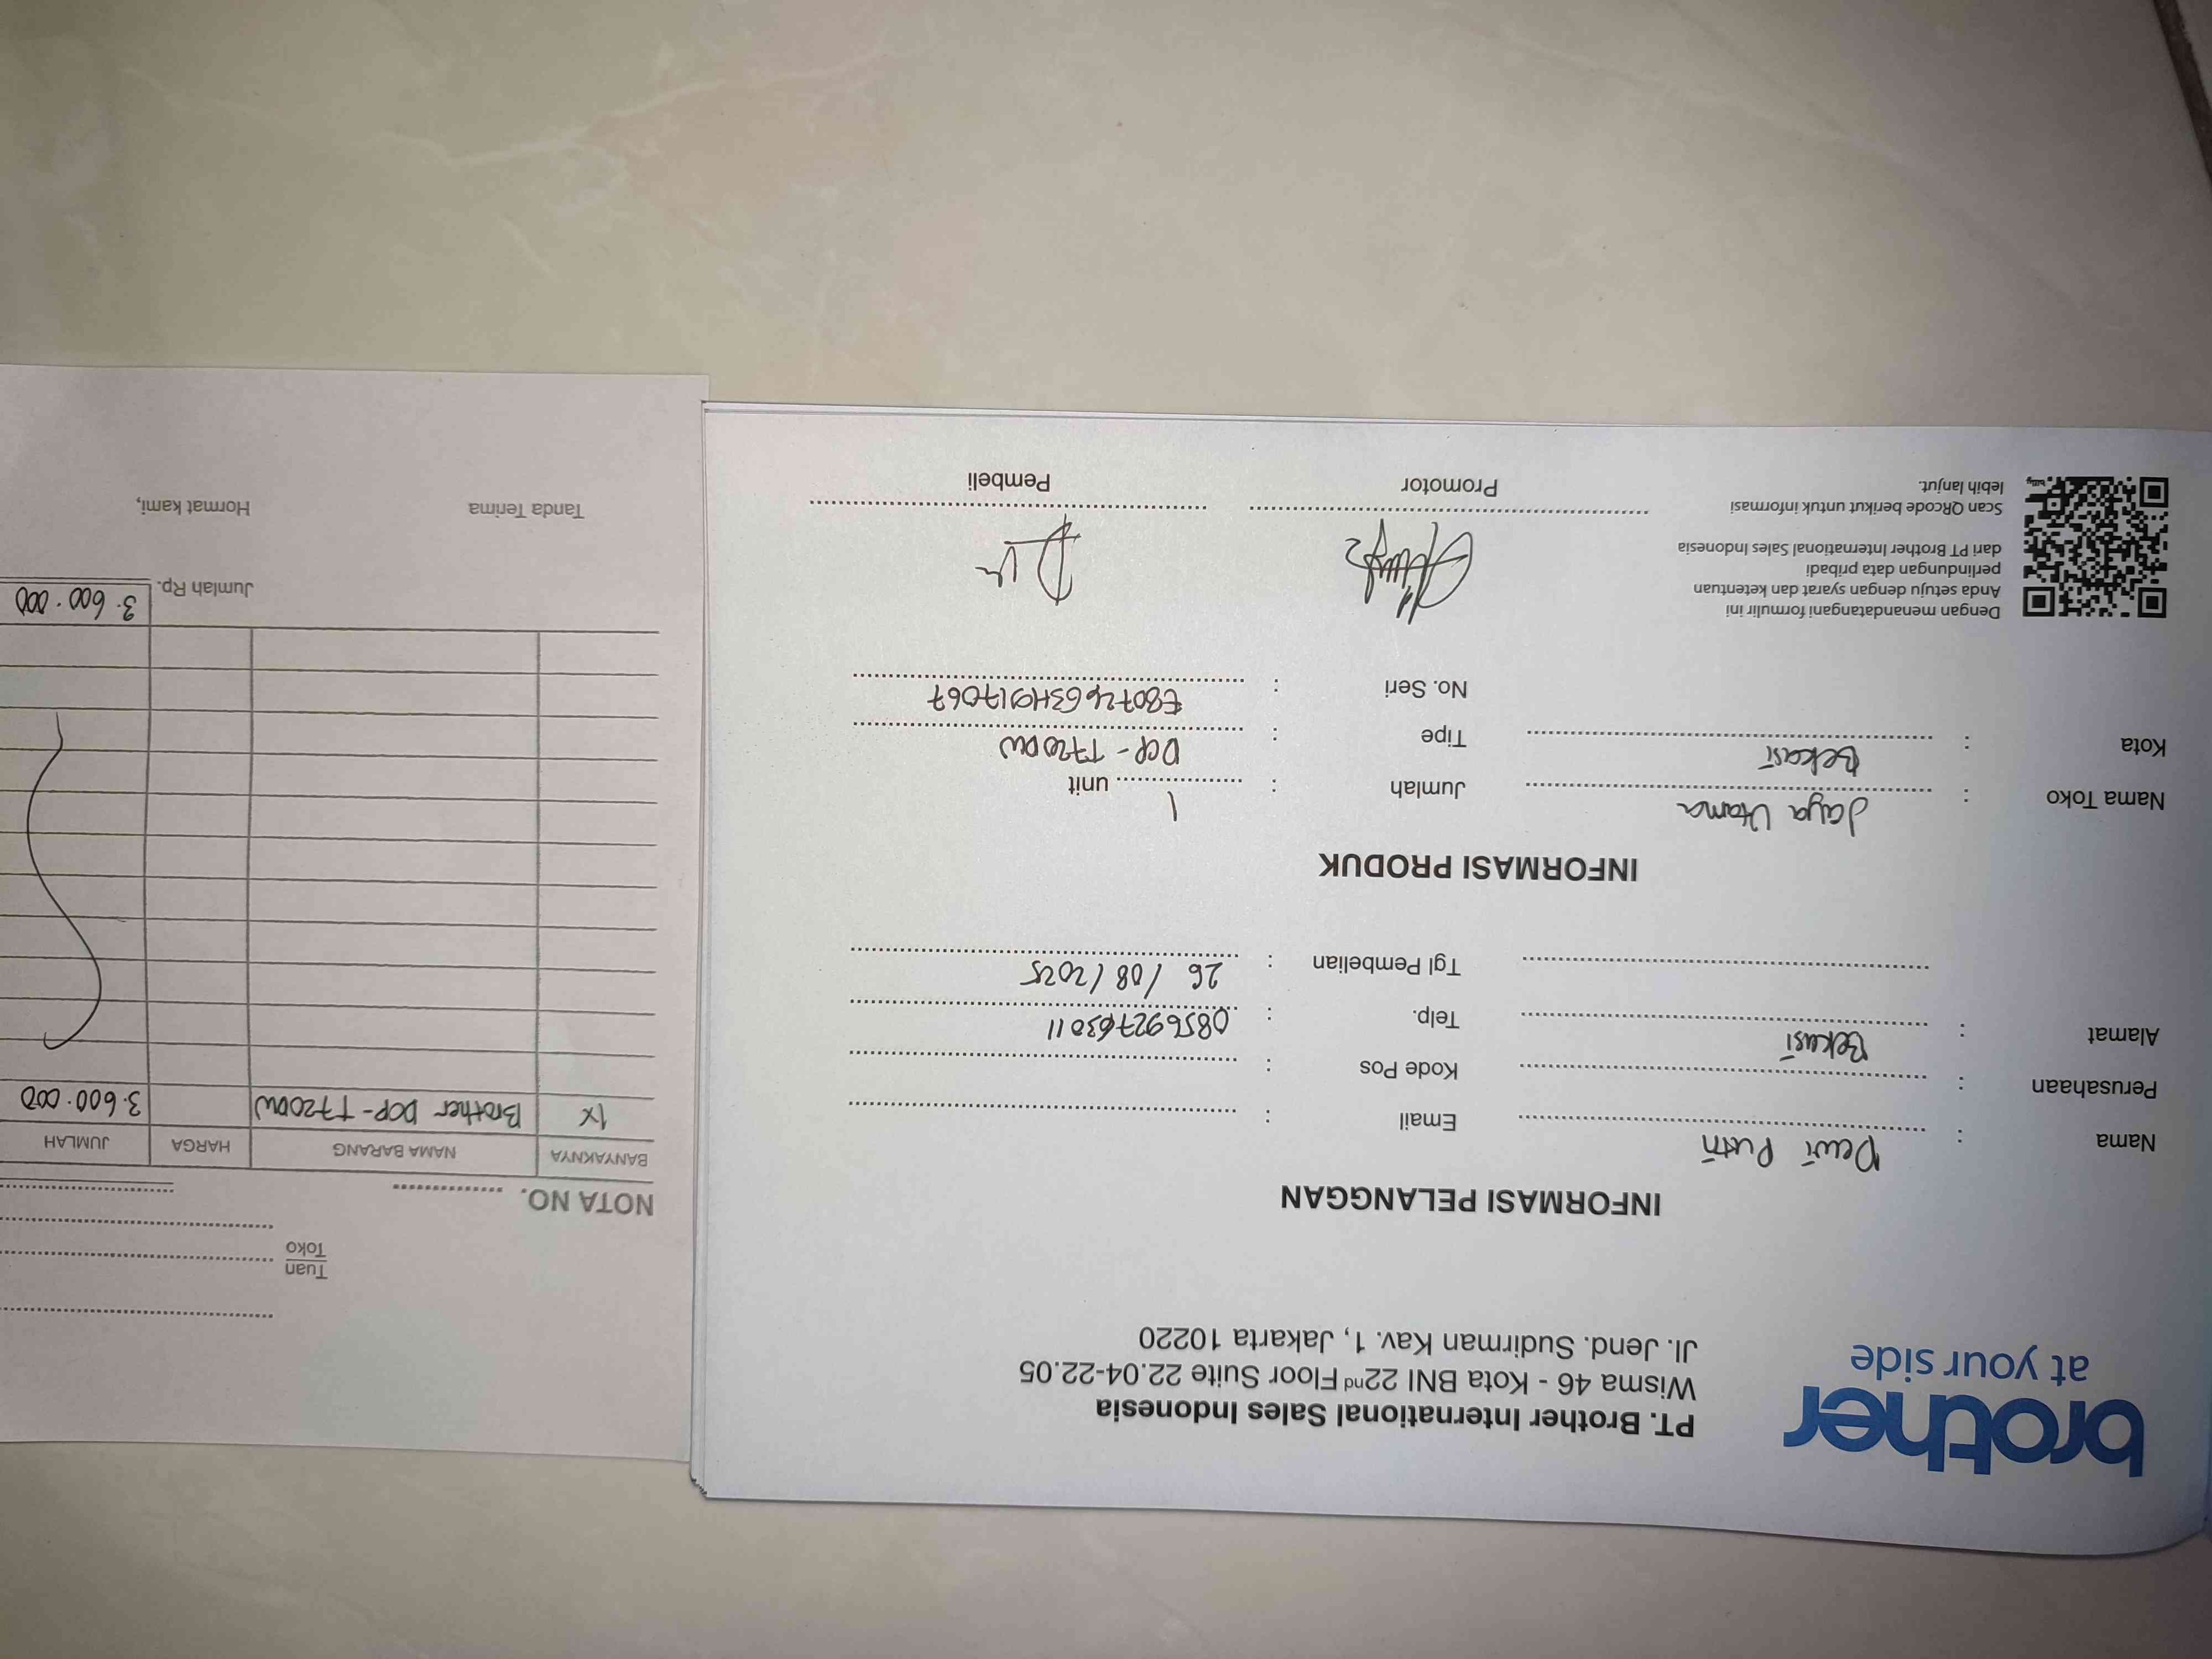 brother
at your side
PT. Brother International Sales Indonesia
Wisma 46 - Kota BNI 22nd Floor Suite 22.04-22.05
Jl. Jend. Sudirman Kav. 1, Jakarta 10220
INFORMASI PELANGGAN
Nama : Dewi Putri
Perusahaan :
Alamat : Bekasi
Email :
Kode Pos :
Telp. : 085692763011
Tgl Pembelian : 26 / 08 / 2025
INFORMASI PRODUK
Nama Toko : Jaya Utama
Kota : Bekasi
Jumlah : 1 unit
Tipe : DCP - T720DW
No. Seri : E80724G3H9J17067
Dengan menandatangani formulir ini
Anda setuju dengan syarat dan ketentuan
perlindungan data pribadi
dari PT Brother International Sales Indonesia
Scan QRcode berikut untuk informasi
lebih lanjut.
Promotor
Pembeli
Tuan
Toko
NOTA NO.
BANYAKNYA NAMA BARANG HARGA JUMLAH
1x Brother DCP - T720DW 3.600.000
Jumlah Rp. 3.600.000
Tanda Terima Hormat kami,